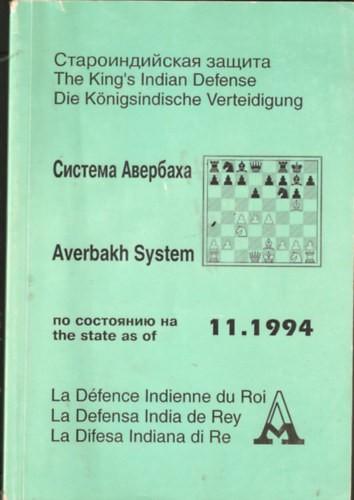 Староиндийская защита
The King's Indian Defense
Die Königsindische Verteidigung
Система Авербаха
Averbakh System
по состоянию на
the state as of
11.1994
La Défence Indienne du Roi
La Defensa India de Rey
La Difesa Indiana di Re